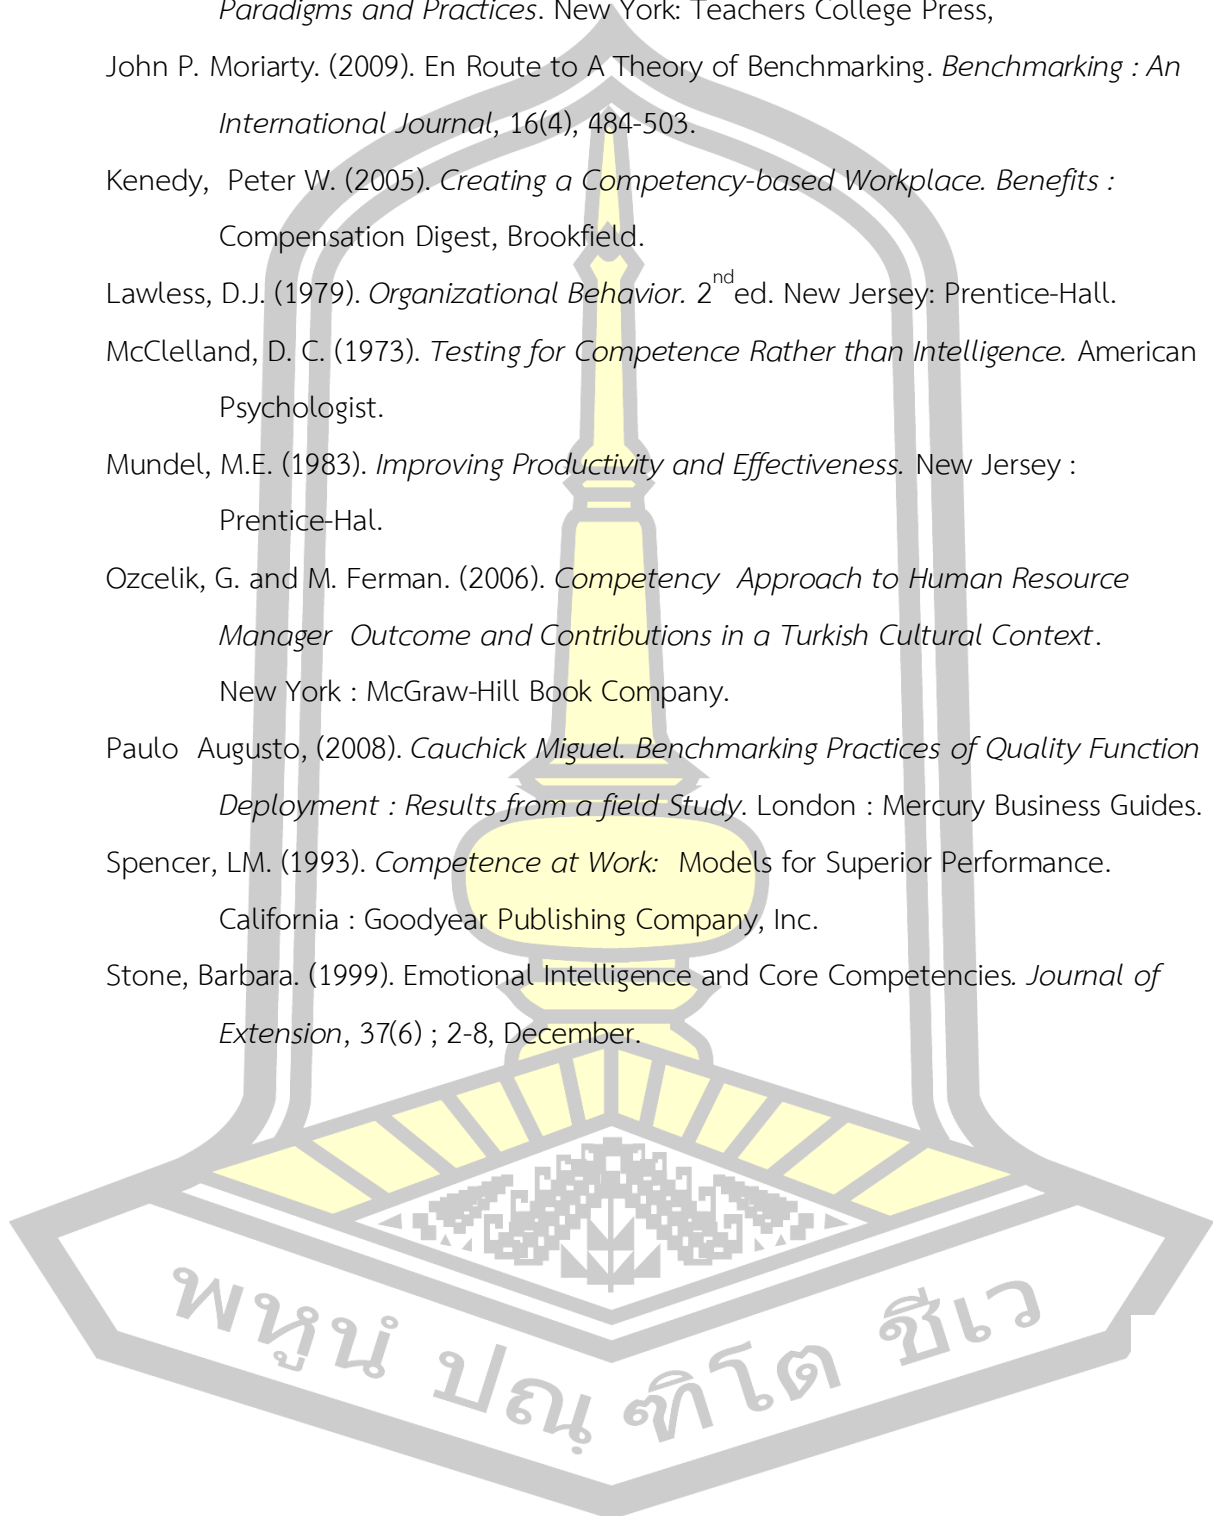 Paradigms and Practices. New York: Teachers College Press,
John P. Moriarty. (2009). En Route to A Theory of Benchmarking. Benchmarking : An
International Journal, 16(4), 484-503.
Kenedy,  Peter W. (2005). Creating a Competency-based Workplace. Benefits :
Compensation Digest, Brookfield.
Lawless, D.J. (1979). Organizational Behavior. 2nd ed. New Jersey: Prentice-Hall.
McClelland, D. C. (1973). Testing for Competence Rather than Intelligence. American
Psychologist.
Mundel, M.E. (1983). Improving Productivity and Effectiveness. New Jersey :
Prentice-Hal.
Ozcelik, G. and M. Ferman. (2006). Competency  Approach to Human Resource
Manager  Outcome and Contributions in a Turkish Cultural Context.
New York : McGraw-Hill Book Company.
Paulo  Augusto, (2008). Cauchick Miguel. Benchmarking Practices of Quality Function
Deployment : Results from a field Study. London : Mercury Business Guides.
Spencer, LM. (1993). Competence at Work:  Models for Superior Performance.
California : Goodyear Publishing Company, Inc.
Stone, Barbara. (1999). Emotional Intelligence and Core Competencies. Journal of
Extension, 37(6) ; 2-8, December.
พหูนํ ปณฺฑิโต ชีเว